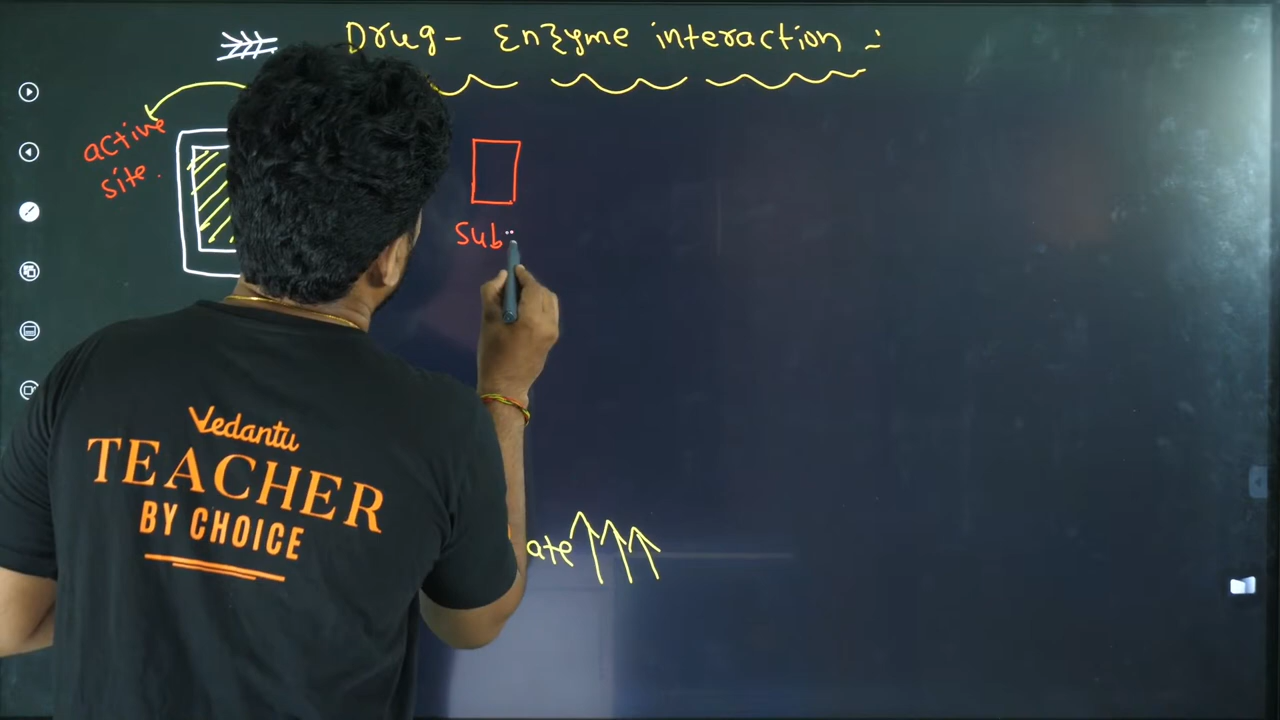 Drug- Enzyme interaction :-
active
site.
Sub
ate
Vedantu
TEACHER
BY CHOICE